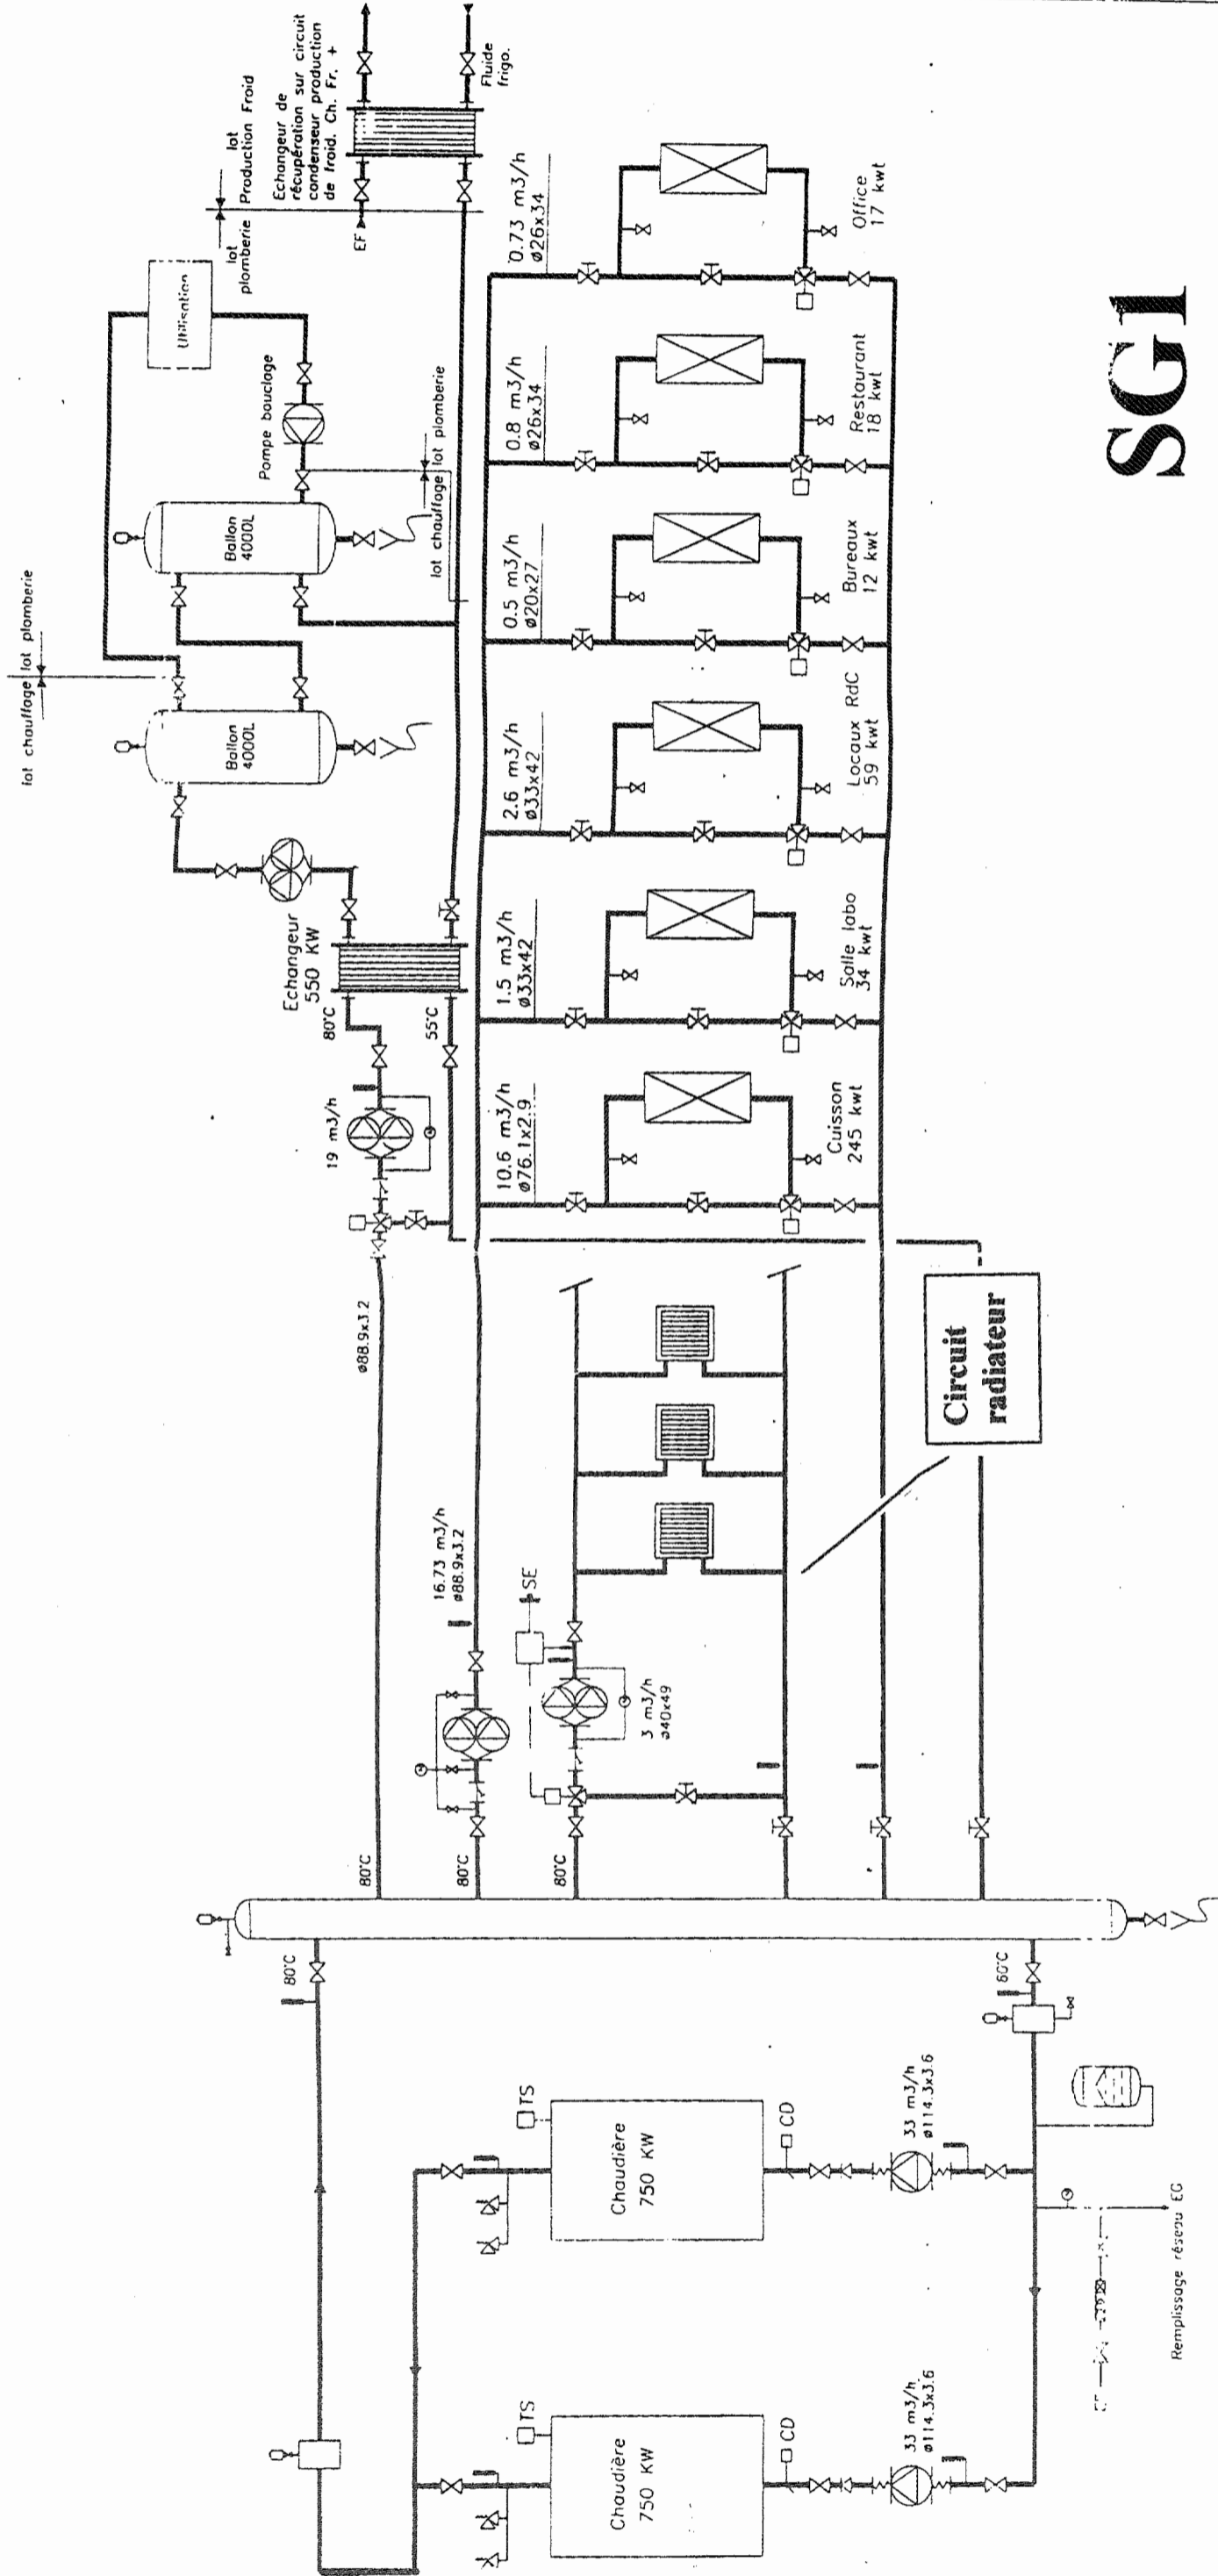 lot chauffage
lot plomberie
Ballon
4000L
Ballon
4000L
Utilisation
Pompe bouclage
lot chauffage
lot plomberie
lot
plomberie
lot
Production Froid
EF
Echangeur de
récupération sur circuit
condenseur production
de froid. Ch. Fr. +
Fluide
frigo.
Echangeur
550 KW
80°C
55°C
19 m3/h
ø88.9x3.2
16.73 m3/h
ø88.9x3.2
SE
3 m3/h
ø40x49
80°C
80°C
80°C
80°C
60°C
10.6 m3/h
ø76.1x2.9
Cuisson
245 kwt
1.5 m3/h
ø33x42
Salle labo
34 kwt
2.6 m3/h
ø33x42
Locaux RdC
59 kwt
0.5 m3/h
ø20x27
Bureaux
12 kwt
0.8 m3/h
ø26x34
Restaurant
18 kwt
0.73 m3/h
ø26x34
Office
17 kwt
Circuit
radiateur
TS
Chaudière
750 KW
CD
33 m3/h
ø114.3x3.6
TS
Chaudière
750 KW
CD
33 m3/h
ø114.3x3.6
Remplissage réseau EG
SG1